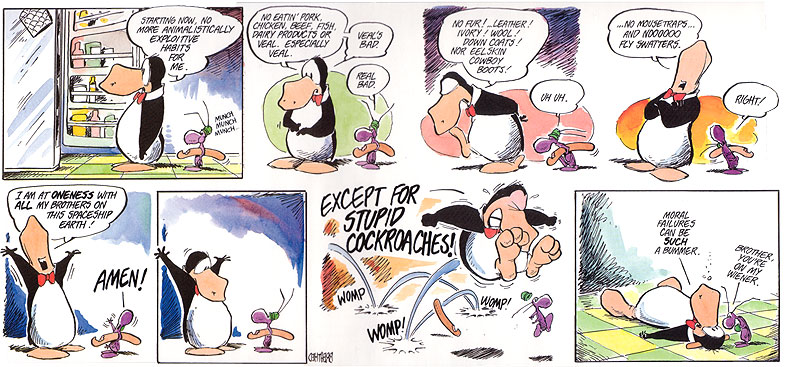 STARTING NOW, NO
MORE ANIMALISTICALLY
EXPLOITIVE
HABITS
FOR
ME.
MUNCH
MUNCH
MUNCH...
NO EATIN' PORK,
CHICKEN, BEEF, FISH,
DAIRY PRODUCTS OR
VEAL. ESPECIALLY
VEAL.
VEAL'S
BAD.
REAL
BAD.
NO FUR!...LEATHER!
IVORY! WOOL!
DOWN COATS!
NOR EELSKIN
COWBOY
BOOTS!
UH UH.
...NO MOUSETRAPS...
AND NOOOOOO
FLY SWATTERS.
RIGHT!
I AM AT ONENESS WITH
ALL MY BROTHERS ON
THIS SPACESHIP
EARTH!
AMEN!
EXCEPT FOR
STUPID
COCKROACHES!
WOMP
WOMP!
WOMP!
MORAL
FAILURES
CAN BE
SUCH
A BUMMER.
BROTHER,
YOU'RE
ON MY
WIENER.